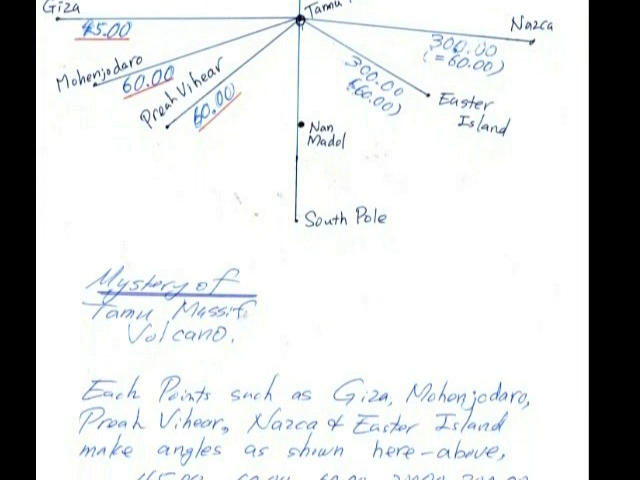 Giza
Tamu
Nazca
45.00
300.00
(=60.00)
Mohenjodaro
60.00
Preah Vihear
60.00
300.00
(60.00)
Easter
Island
Nan
Madol
South Pole
Mystery of
Tamu Massif
Volcano.
Each Points such as Giza, Mohenjodaro,
Preah Vihear, Nazca & Easter Island
make angles as shown here-above,